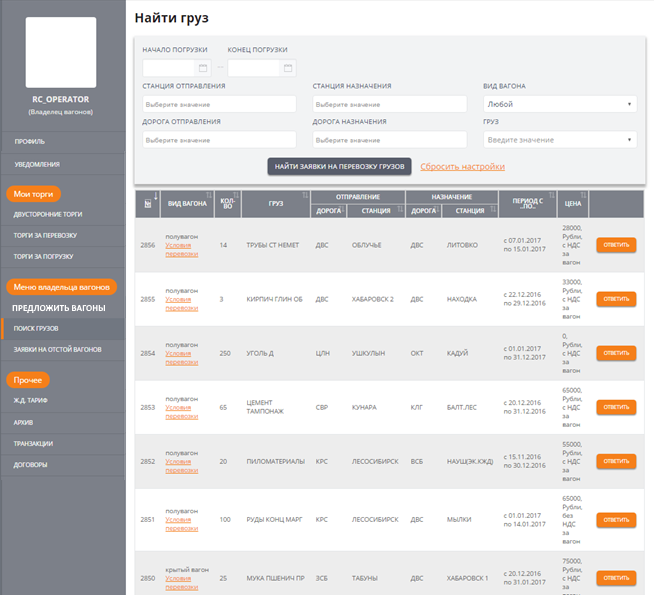 RC_OPERATOR
(Владелец вагонов)
ПРОФИЛЬ
УВЕДОМЛЕНИЯ
Мои торги
ДВУСТОРОННИЕ ТОРГИ
ТОРГИ ЗА ПЕРЕВОЗКУ
ТОРГИ ЗА ПОГРУЗКУ
Меню владельца вагонов
ПРЕДЛОЖИТЬ ВАГОНЫ
ПОИСК ГРУЗОВ
ЗАЯВКИ НА ОТСТОЙ ВАГОНОВ
Прочее
Ж.Д. ТАРИФ
АРХИВ
ТРАНЗАКЦИИ
ДОГОВОРЫ
Найти груз
НАЧАЛО ПОГРУЗКИ КОНЕЦ ПОГРУЗКИ
СТАНЦИЯ ОТПРАВЛЕНИЯ СТАНЦИЯ НАЗНАЧЕНИЯ ВИД ВАГОНА
Выберите значение Выберите значение Любой
ДОРОГА ОТПРАВЛЕНИЯ ДОРОГА НАЗНАЧЕНИЯ ГРУЗ
Выберите значение Выберите значение Введите значение
НАЙТИ ЗАЯВКИ НА ПЕРЕВОЗКУ ГРУЗОВ Сбросить настройки
ВИД ВАГОНА КОЛ-ВО ГРУЗ ОТПРАВЛЕНИЕ НАЗНАЧЕНИЕ ПЕРИОД С ..ПО.. ЦЕНА
ДОРОГА СТАНЦИЯ ДОРОГА СТАНЦИЯ
2856 полувагон Условия перевозки 14 ТРУБЫ СТ НЕМЕТ ДВС ОБЛУЧЬЕ ДВС ЛИТОВКО с 07.01.2017 по 15.01.2017 28000, Рубли, с НДС за вагон ОТВЕТИТЬ
2855 полувагон Условия перевозки 3 КИРПИЧ ГЛИН ОБ ДВС ХАБАРОВСК 2 ДВС НАХОДКА с 22.12.2016 по 29.12.2016 33000, Рубли, с НДС за вагон ОТВЕТИТЬ
2854 полувагон Условия перевозки 250 УГОЛЬ Д ЦЛН УШКУЛЫН ОКТ КАДУЙ с 01.01.2017 по 31.12.2017 0, Рубли, с НДС за вагон ОТВЕТИТЬ
2853 полувагон Условия перевозки 65 ЦЕМЕНТ ТАМПОНАЖ СВР КУНАРА КЛГ БАЛТ.ЛЕС с 20.12.2016 по 31.12.2016 65000, Рубли, с НДС за вагон ОТВЕТИТЬ
2852 полувагон Условия перевозки 20 ПИЛОМАТЕРИАЛЫ КРС ЛЕСОСИБИРСК ВСБ НАУШ(ЭК.КЖД) с 15.11.2016 по 30.12.2016 55000, Рубли, с НДС за вагон ОТВЕТИТЬ
2851 полувагон Условия перевозки 100 РУДЫ КОНЦ МАРГ КРС ЛЕСОСИБИРСК ДВС МЫЛКИ с 01.01.2017 по 14.01.2017 65000, Рубли, без НДС за вагон ОТВЕТИТЬ
2850 крытый вагон Условия перевозки 25 МУКА ПШЕНИЧ ПР ЗСБ ТАБУНЫ ДВС ХАБАРОВСК 1 с 20.12.2016 по 31.01.2017 75000, Рубли, с НДС за ОТВЕТИТЬ